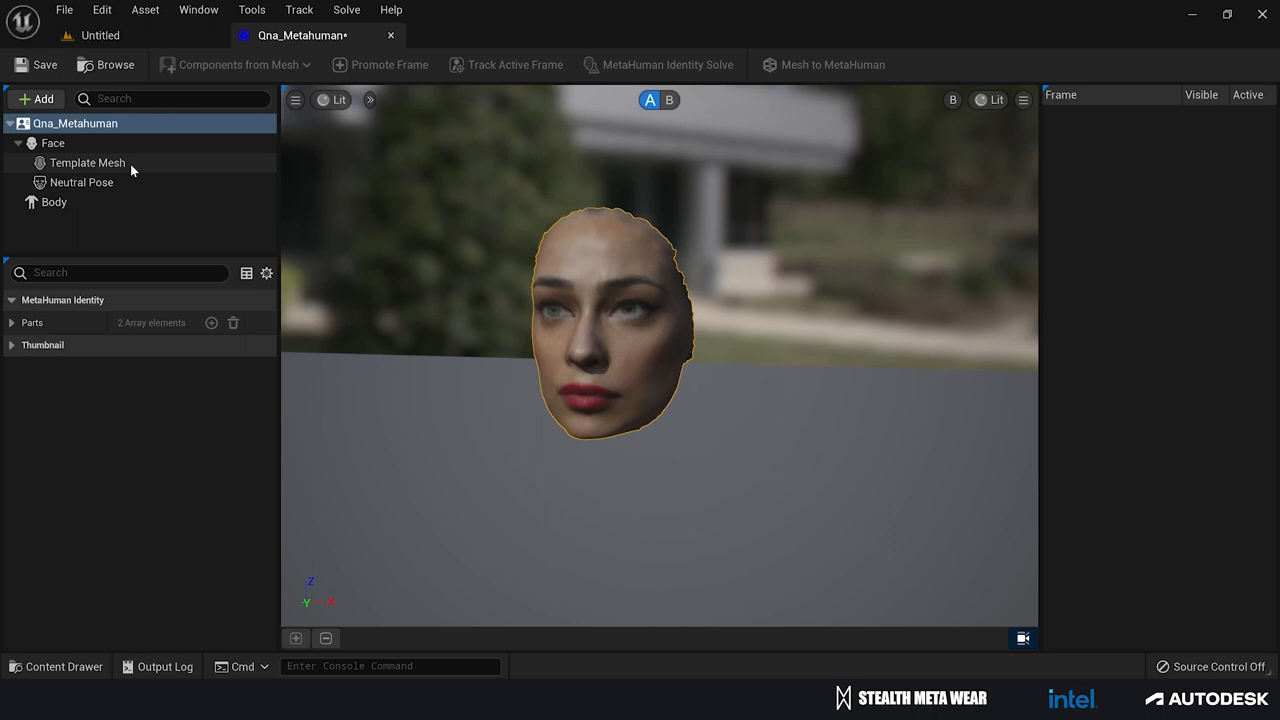 File Edit Asset Window Tools Track Solve Help
Untitled Qna_Metahuman•
Save Browse Components from Mesh Promote Frame Track Active Frame MetaHuman Identity Solve Mesh to MetaHuman
Add Search
Lit A B B Lit
Frame Visible Active
Qna_Metahuman
Face
Template Mesh
Neutral Pose
Body
Search
MetaHuman Identity
Parts 2 Array elements
Thumbnail
Z
Y X
Content Drawer Output Log Cmd Enter Console Command Source Control Off
STEALTH META WEAR intel. AUTODESK